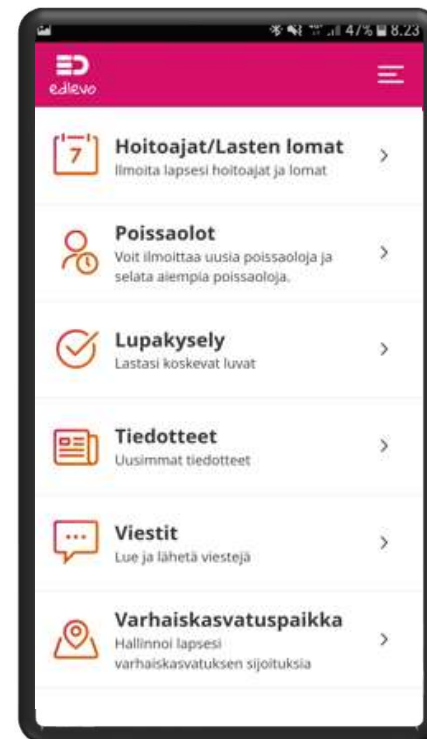 47% 8.23
edlevo
7
Hoitoajat/Lasten lomat
Ilmoita lapsesi hoitoajat ja lomat
Poissaolot
Voit ilmoittaa uusia poissaoloja ja
selata aiempia poissaoloja.
Lupakysely
Lastasi koskevat luvat
Tiedotteet
Uusimmat tiedotteet
Viestit
Lue ja lähetä viestejä
Varhaiskasvatuspaikka
Hallinnoi lapsesi
varhaiskasvatuksen sijoituksia